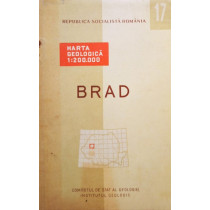 17
REPUBLICA SOCIALISTĂ ROMÂNIA
HARTA
GEOLOGICĂ
1:200.000
BRAD
COMITETUL DE STAT AL GEOLOGIEI
INSTITUTUL GEOLOGIC